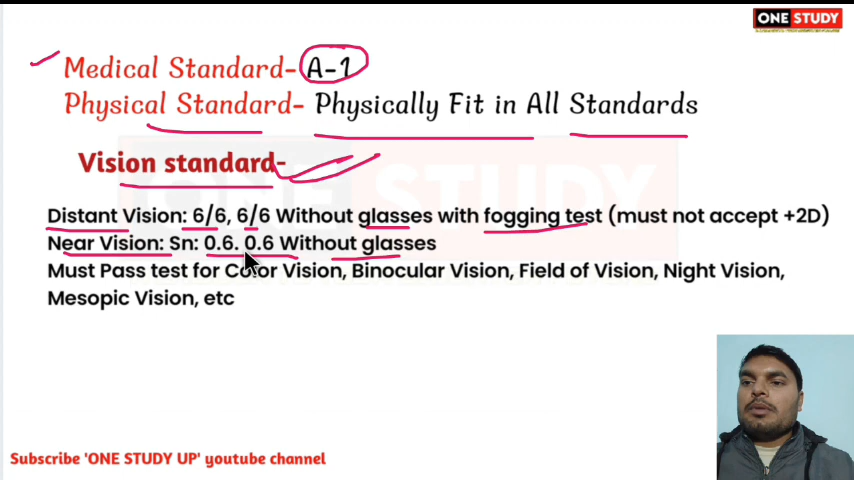 ONE STUDY
Medical Standard- A-1
Physical Standard- Physically Fit in All Standards
Vision standard-
Distant Vision: 6/6, 6/6 Without glasses with fogging test (must not accept +2D)
Near Vision: Sn: 0.6. 0.6 Without glasses
Must Pass test for Color Vision, Binocular Vision, Field of Vision, Night Vision,
Mesopic Vision, etc
ONE STUDY
Subscribe 'ONE STUDY UP' youtube channel